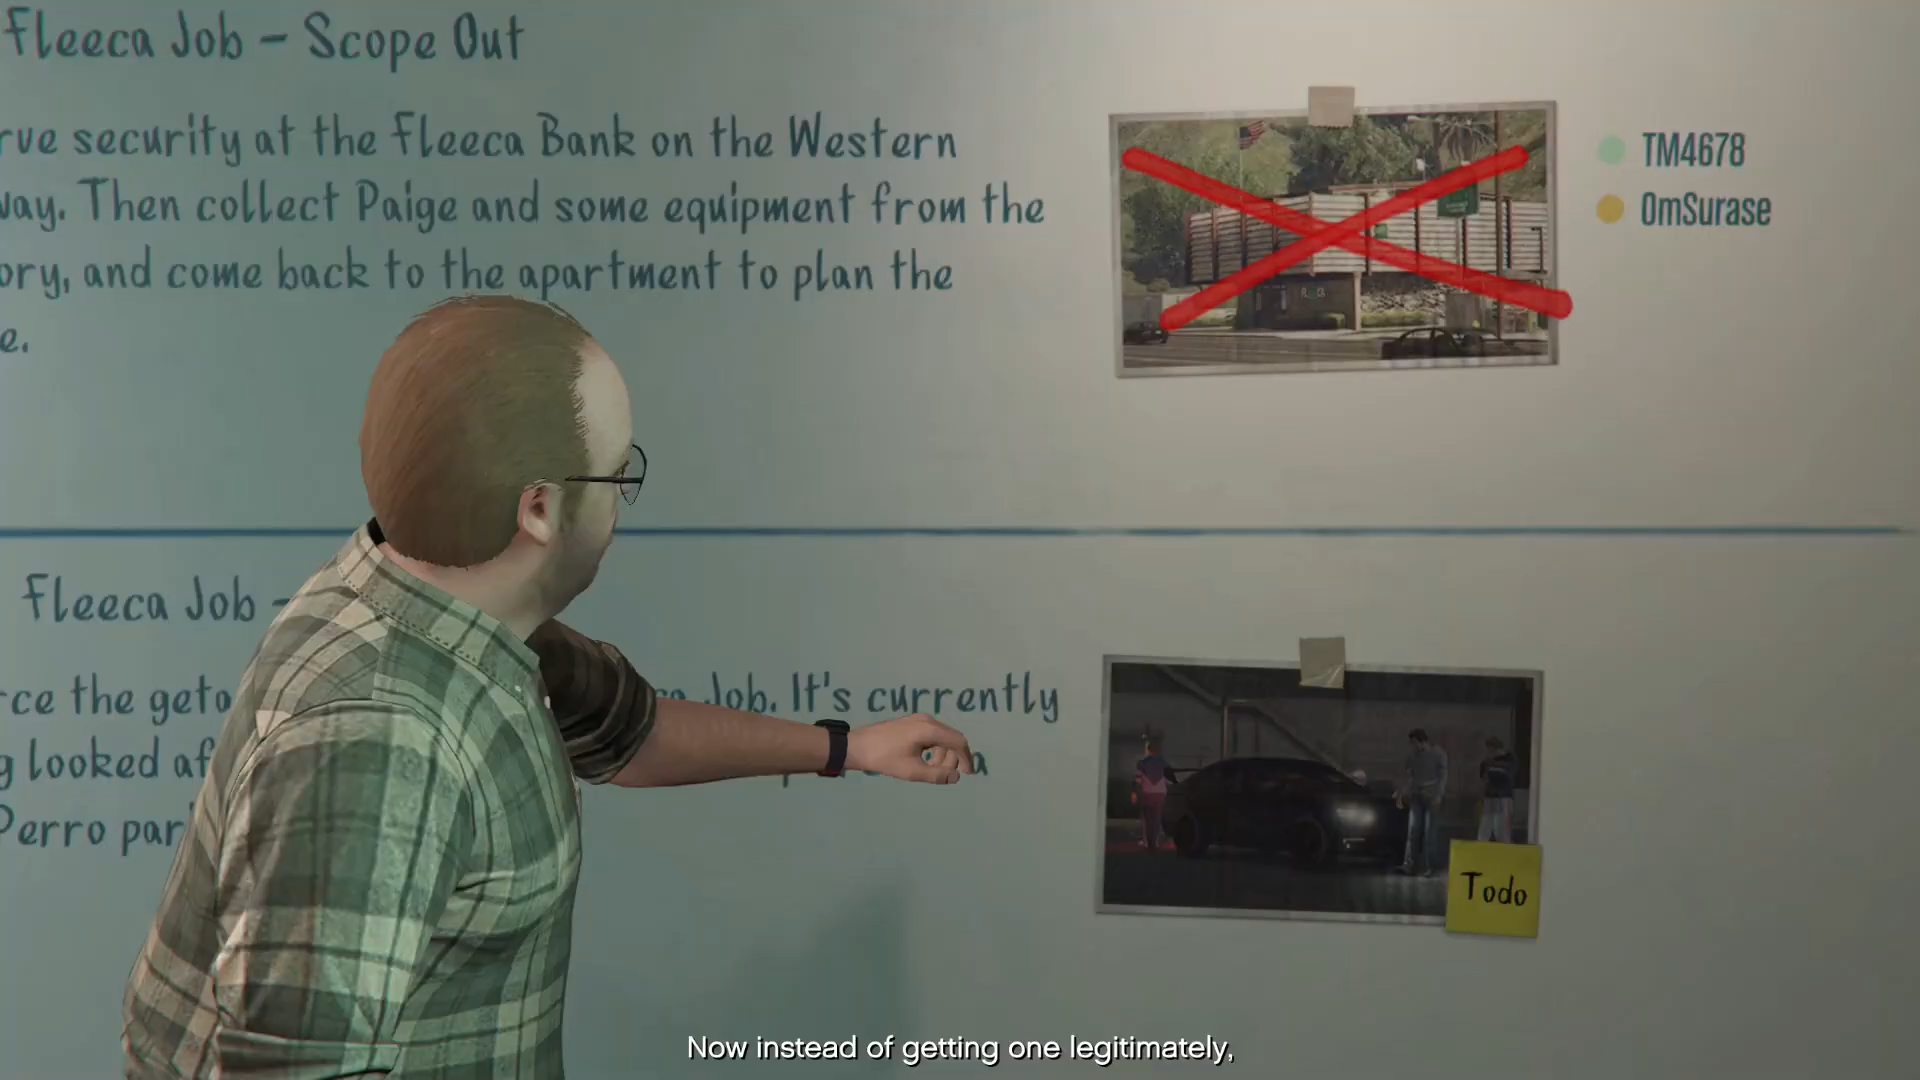 Fleeca Job - Scope Out
rve security at the Fleeca Bank on the Western
way. Then collect Paige and some equipment from the
ory, and come back to the apartment to plan the
e.
TM4678
OmSurase
Fleeca Job -
rce the geta Job. It's currently
g looked af a
Perro par
Todo
Now instead of getting one legitimately,